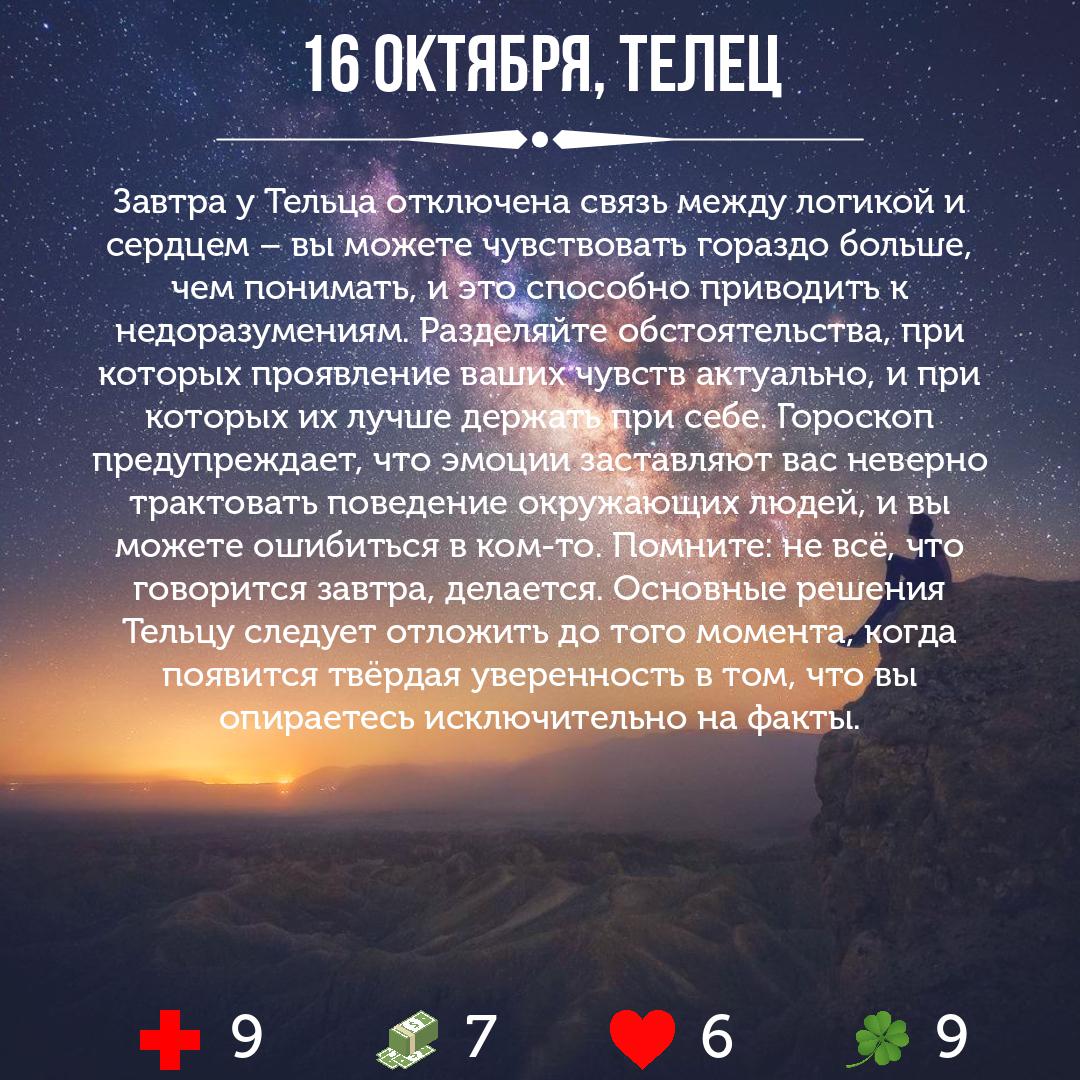 16 ОКТЯБРЯ, ТЕЛЕЦ
Завтра у Тельца отключена связь между логикой и
сердцем – вы можете чувствовать гораздо больше,
чем понимать, и это способно приводить к
недоразумениям. Разделяйте обстоятельства, при
которых проявление ваших чувств актуально, и при
которых их лучше держать при себе. Гороскоп
предупреждает, что эмоции заставляют вас неверно
трактовать поведение окружающих людей, и вы
можете ошибиться в ком-то. Помните: не всё, что
говорится завтра, делается. Основные решения
Тельцу следует отложить до того момента, когда
появится твёрдая уверенность в том, что вы
опираетесь исключительно на факты.
9 7 6 9